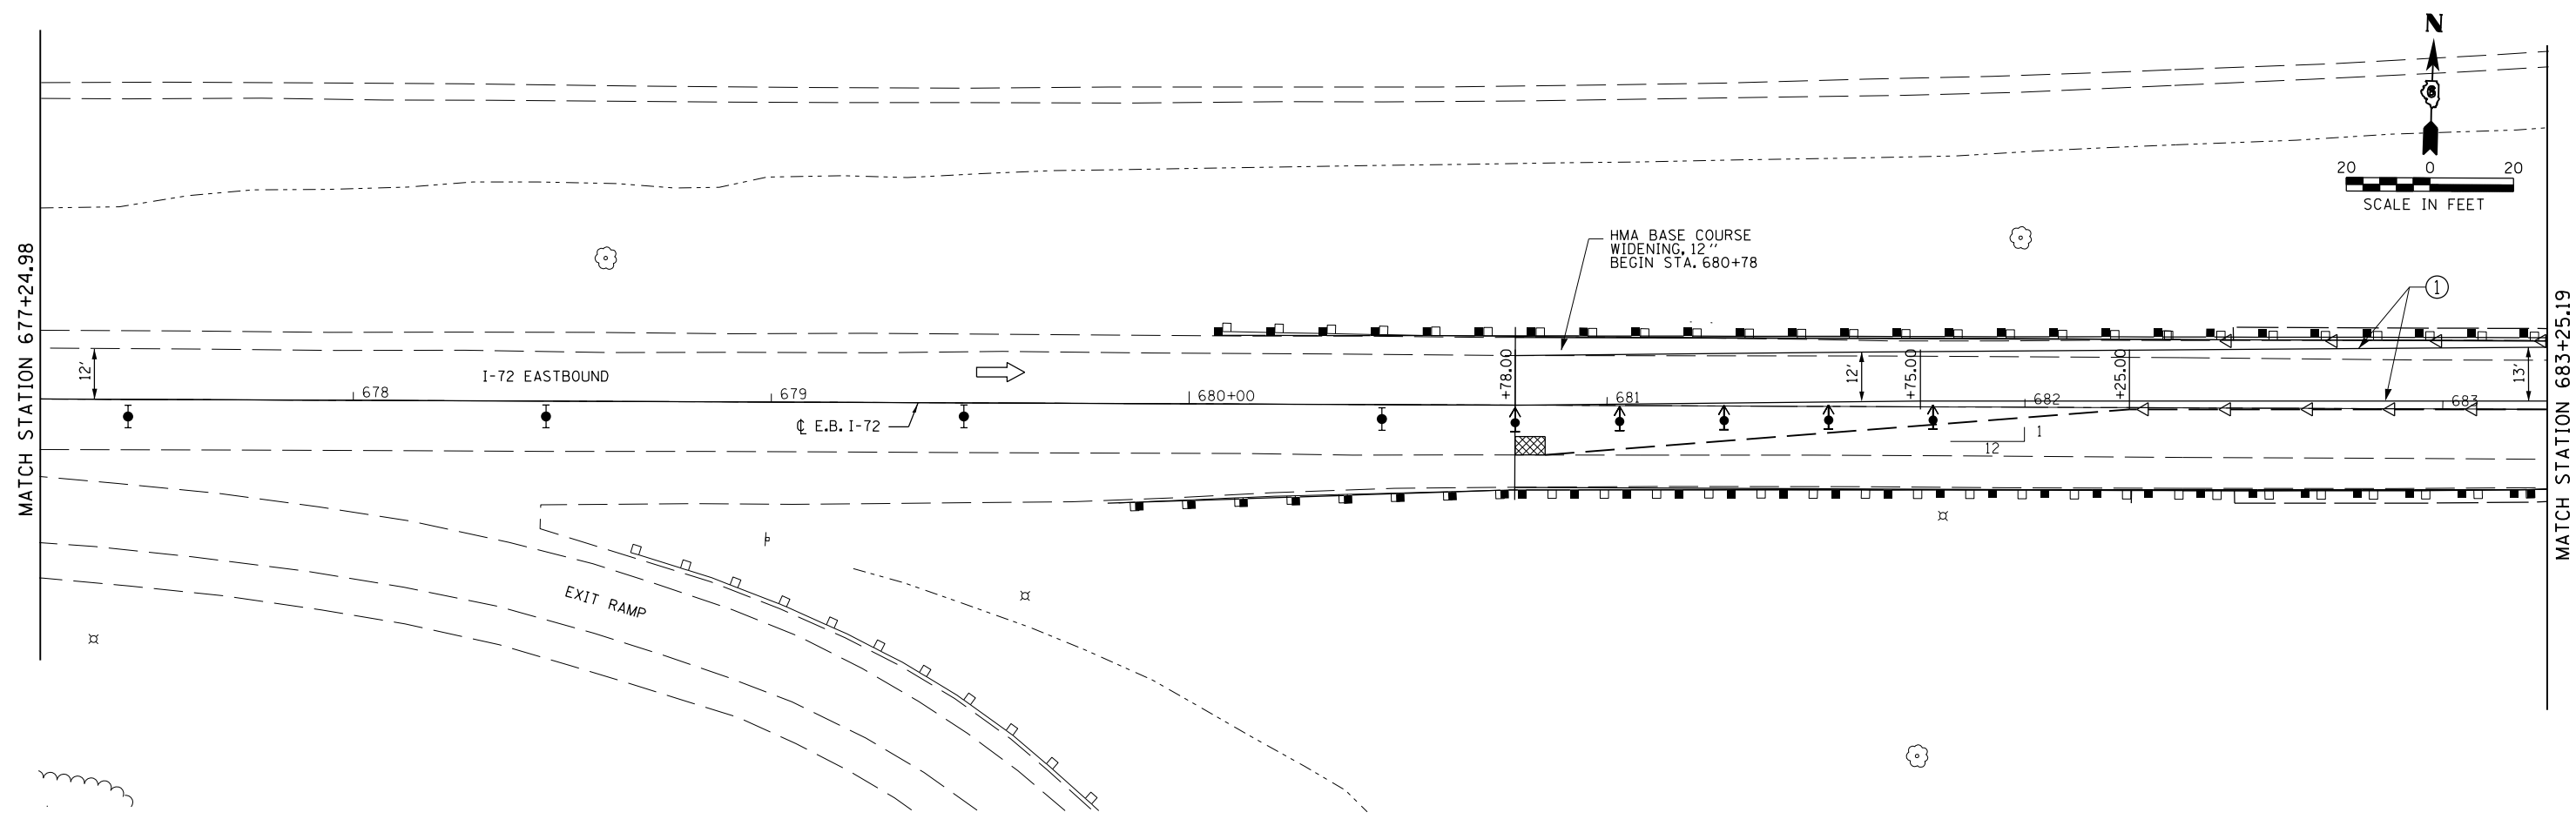 N
6
20 0 20
SCALE IN FEET
HMA BASE COURSE
WIDENING, 12"
BEGIN STA. 680+78
1
MATCH STATION 677+24.98
MATCH STATION 683+25.19
12'
I-72 EASTBOUND
+78.00
12'
+75.00
+25.00
13'
678
679
680+00
681
682
683
℄ E.B. I-72
1
12
EXIT RAMP